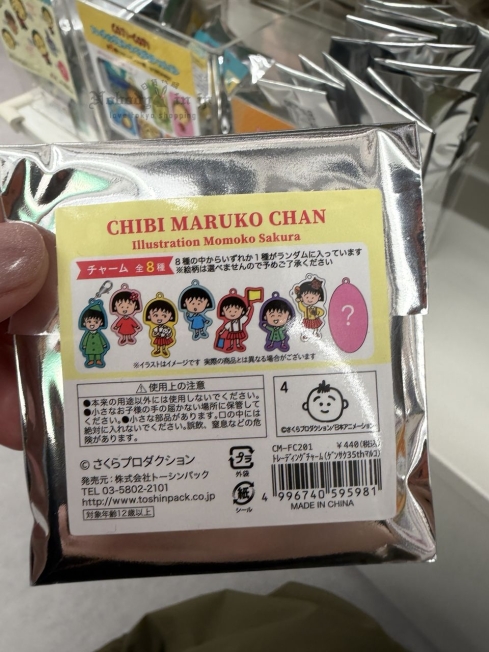 CHIBI MARUKO CHAN
Illustration Momoko Sakura
チャーム 全8種
8種の中からいずれか1種がランダムに入っています
※絵柄は選べませんので予めご了承ください
?
※イラストはイメージです 実際の商品とは異なる場合がございます
⚠使用上の注意
●本来の用途以外には使用しないでください。
●小さなお子様の手の届かない場所に保管して
ください。●小さな部品があります。口の中には
絶対に入れないでください。誤飲、窒息などの危
険があります。
4
©さくらプロダクション/日本アニメーション
©さくらプロダクション
発売元：株式会社トーシンパック
TEL 03-5802-2101
http://www.toshinpack.co.jp
対象年齢12歳以上
プラ
外袋
紙
シール
CM-FC201 ¥440(税込)
トレーディングチャーム(ゲンサク35thマルコ)
4 996740 595981
MADE IN CHINA